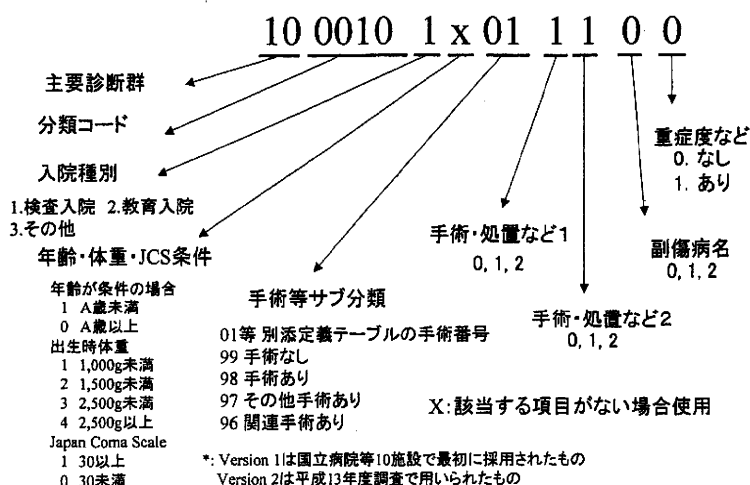 10 0010 1 x 01 1 1 0 0
主要診断群
分類コード
入院種別
1.検査入院 2.教育入院
3.その他
年齢・体重・JCS条件
年齢が条件の場合
1 A歳未満
0 A歳以上
出生時体重
1 1,000g未満
2 1,500g未満
3 2,500g未満
4 2,500g以上
Japan Coma Scale
1 30以上
0 30未満
手術等サブ分類
01等 別添定義テーブルの手術番号
99 手術なし
98 手術あり
97 その他手術あり
96 関連手術あり
手術・処置など1
0, 1, 2
手術・処置など2
0, 1, 2
副傷病名
0, 1, 2
重症度など
0. なし
1. あり
X:該当する項目がない場合使用
*: Version 1は国立病院等10施設で最初に採用されたもの
Version 2は平成13年度調査で用いられたもの